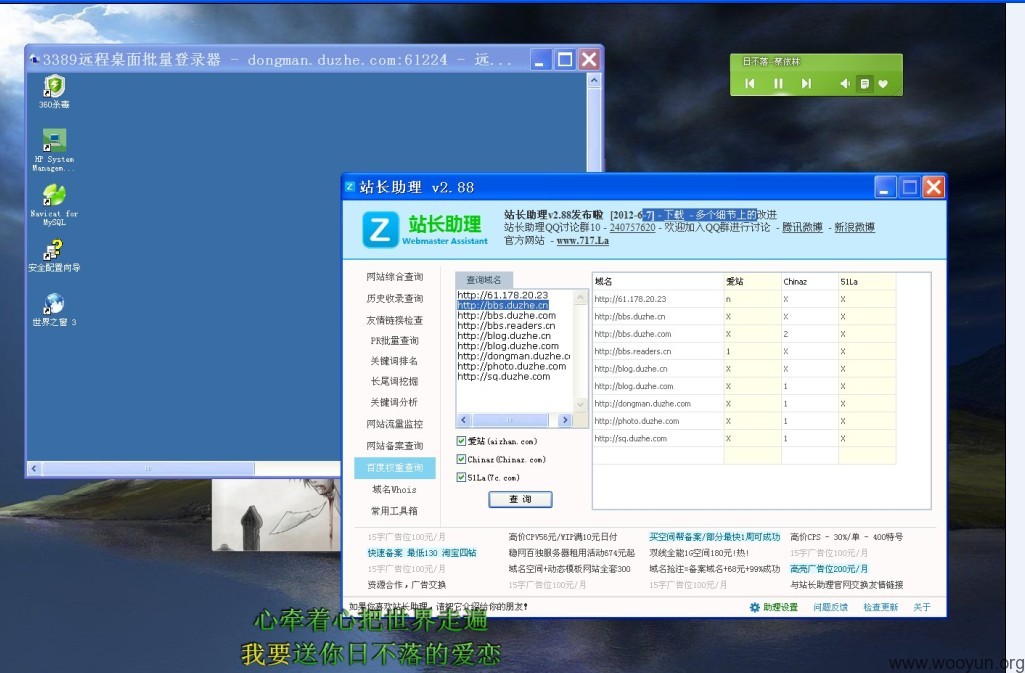 3389远程桌面批量登录器 - dongman.duzhe.com:61224 - 远...
360杀毒
HP System
Managem...
Navicat for
MySQL
安全配置向导
世界之窗 3
日不落-蔡依林
站长助理 v2.88
站长助理
Webmaster Assistant
站长助理v2.88发布啦 [2012-6-7] - 下载 - 多个细节上的改进
站长助理QQ讨论群10 - 240757620 - 欢迎加入QQ群进行讨论 - 腾讯微博 - 新浪微博
官方网站 - www.717.La
网站综合查询
历史收录查询
友情链接检查
PR批量查询
关键词排名
长尾词挖掘
关键词分析
网站流量监控
网站备案查询
百度权重查询
域名Whois
常用工具箱
查询域名
http://61.178.20.23
http://bbs.duzhe.cn
http://bbs.duzhe.com
http://bbs.readers.cn
http://blog.duzhe.cn
http://blog.duzhe.com
http://dongman.duzhe.c
http://photo.duzhe.com
http://sq.duzhe.com
爱站(aizhan.com)
Chinaz(Chinaz.com)
51La(7c.com)
查 询
域名 爱站 Chinaz 51La
http://61.178.20.23 n X X
http://bbs.duzhe.cn X X X
http://bbs.duzhe.com X 2 X
http://bbs.readers.cn 1 X X
http://blog.duzhe.cn X X X
http://blog.duzhe.com X 1 X
http://dongman.duzhe.com X 1 X
http://photo.duzhe.com X 1 X
http://sq.duzhe.com X 1 X
15字广告位100元/月 高价CPV56元/WIP满10元日付 买空间帮备案/部分最快1周可成功 高价CPS - 30%/单 - 400特号
快速备案 最低130 淘宝四钻 稳网百独服务器租用活动674元起 双线全能1G空间180元!热! 15字广告位100元/月
15字广告位100元/月 域名空间+动态模板网站全套300 域名抢注=备案域名+68元+99%成功 高亮广告位200元/月
资源合作，广告交换 15字广告位100元/月 15字广告位100元/月 与站长助理官网交换友情链接
如果你喜欢站长助理，请把它介绍给你的朋友! 助理设置 问题反馈 检查更新 关于
心牵着心把世界走遍
我要送你日不落的爱恋
www.wooyun.org